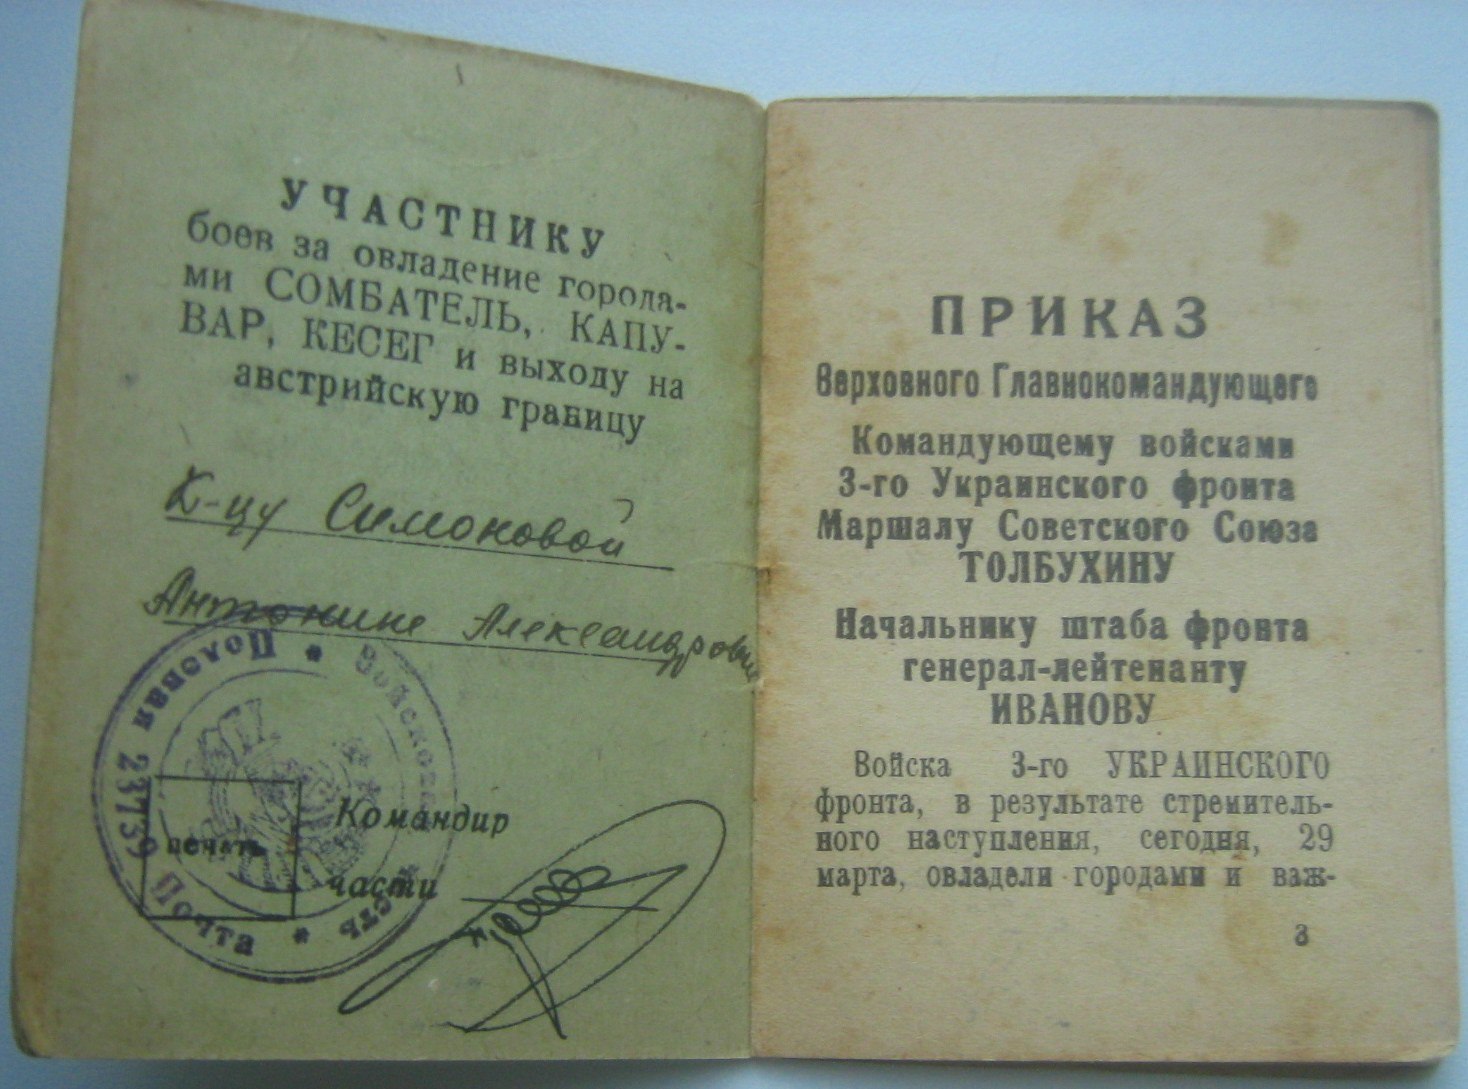 УЧАСТНИКУ
боев за овладение города-
ми СОМБАТЕЛЬ, КАПУ-
ВАР, КЕСЕГ и выходу на
австрийскую границу
К-цу Симоновой
Антонине Александровне
Войсковая часть * Полевая Почта 23739 *
печать
Командир
части
ПРИКАЗ
Верховного Главнокомандующего
Командующему войсками
3-го Украинского фронта
Маршалу Советского Союза
ТОЛБУХИНУ
Начальнику штаба фронта
генерал-лейтенанту
ИВАНОВУ
Войска 3-го УКРАИНСКОГО
фронта, в результате стремитель-
ного наступления, сегодня, 29
марта, овладели городами и важ-
3